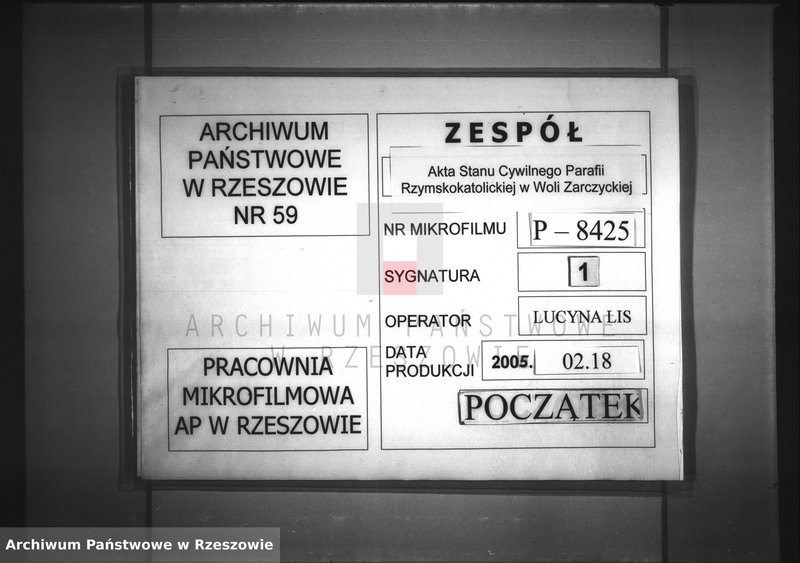 ARCHIWUM
PAŃSTWOWE
W RZESZOWIE
NR 59
ZESPÓŁ
Akta Stanu Cywilnego Parafii
Rzymskokatolickiej w Woli Zarczyckiej
NR MIKROFILMU P – 8425
SYGNATURA 1
OPERATOR LUCYNA LIS
DATA
PRODUKCJI 2005. 02.18
POCZĄTEK
PRACOWNIA
MIKROFILMOWA
AP W RZESZOWIE
ARCHIWUM PAŃSTWOWE
W RZESZOWIE
Archiwum Państwowe w Rzeszowie